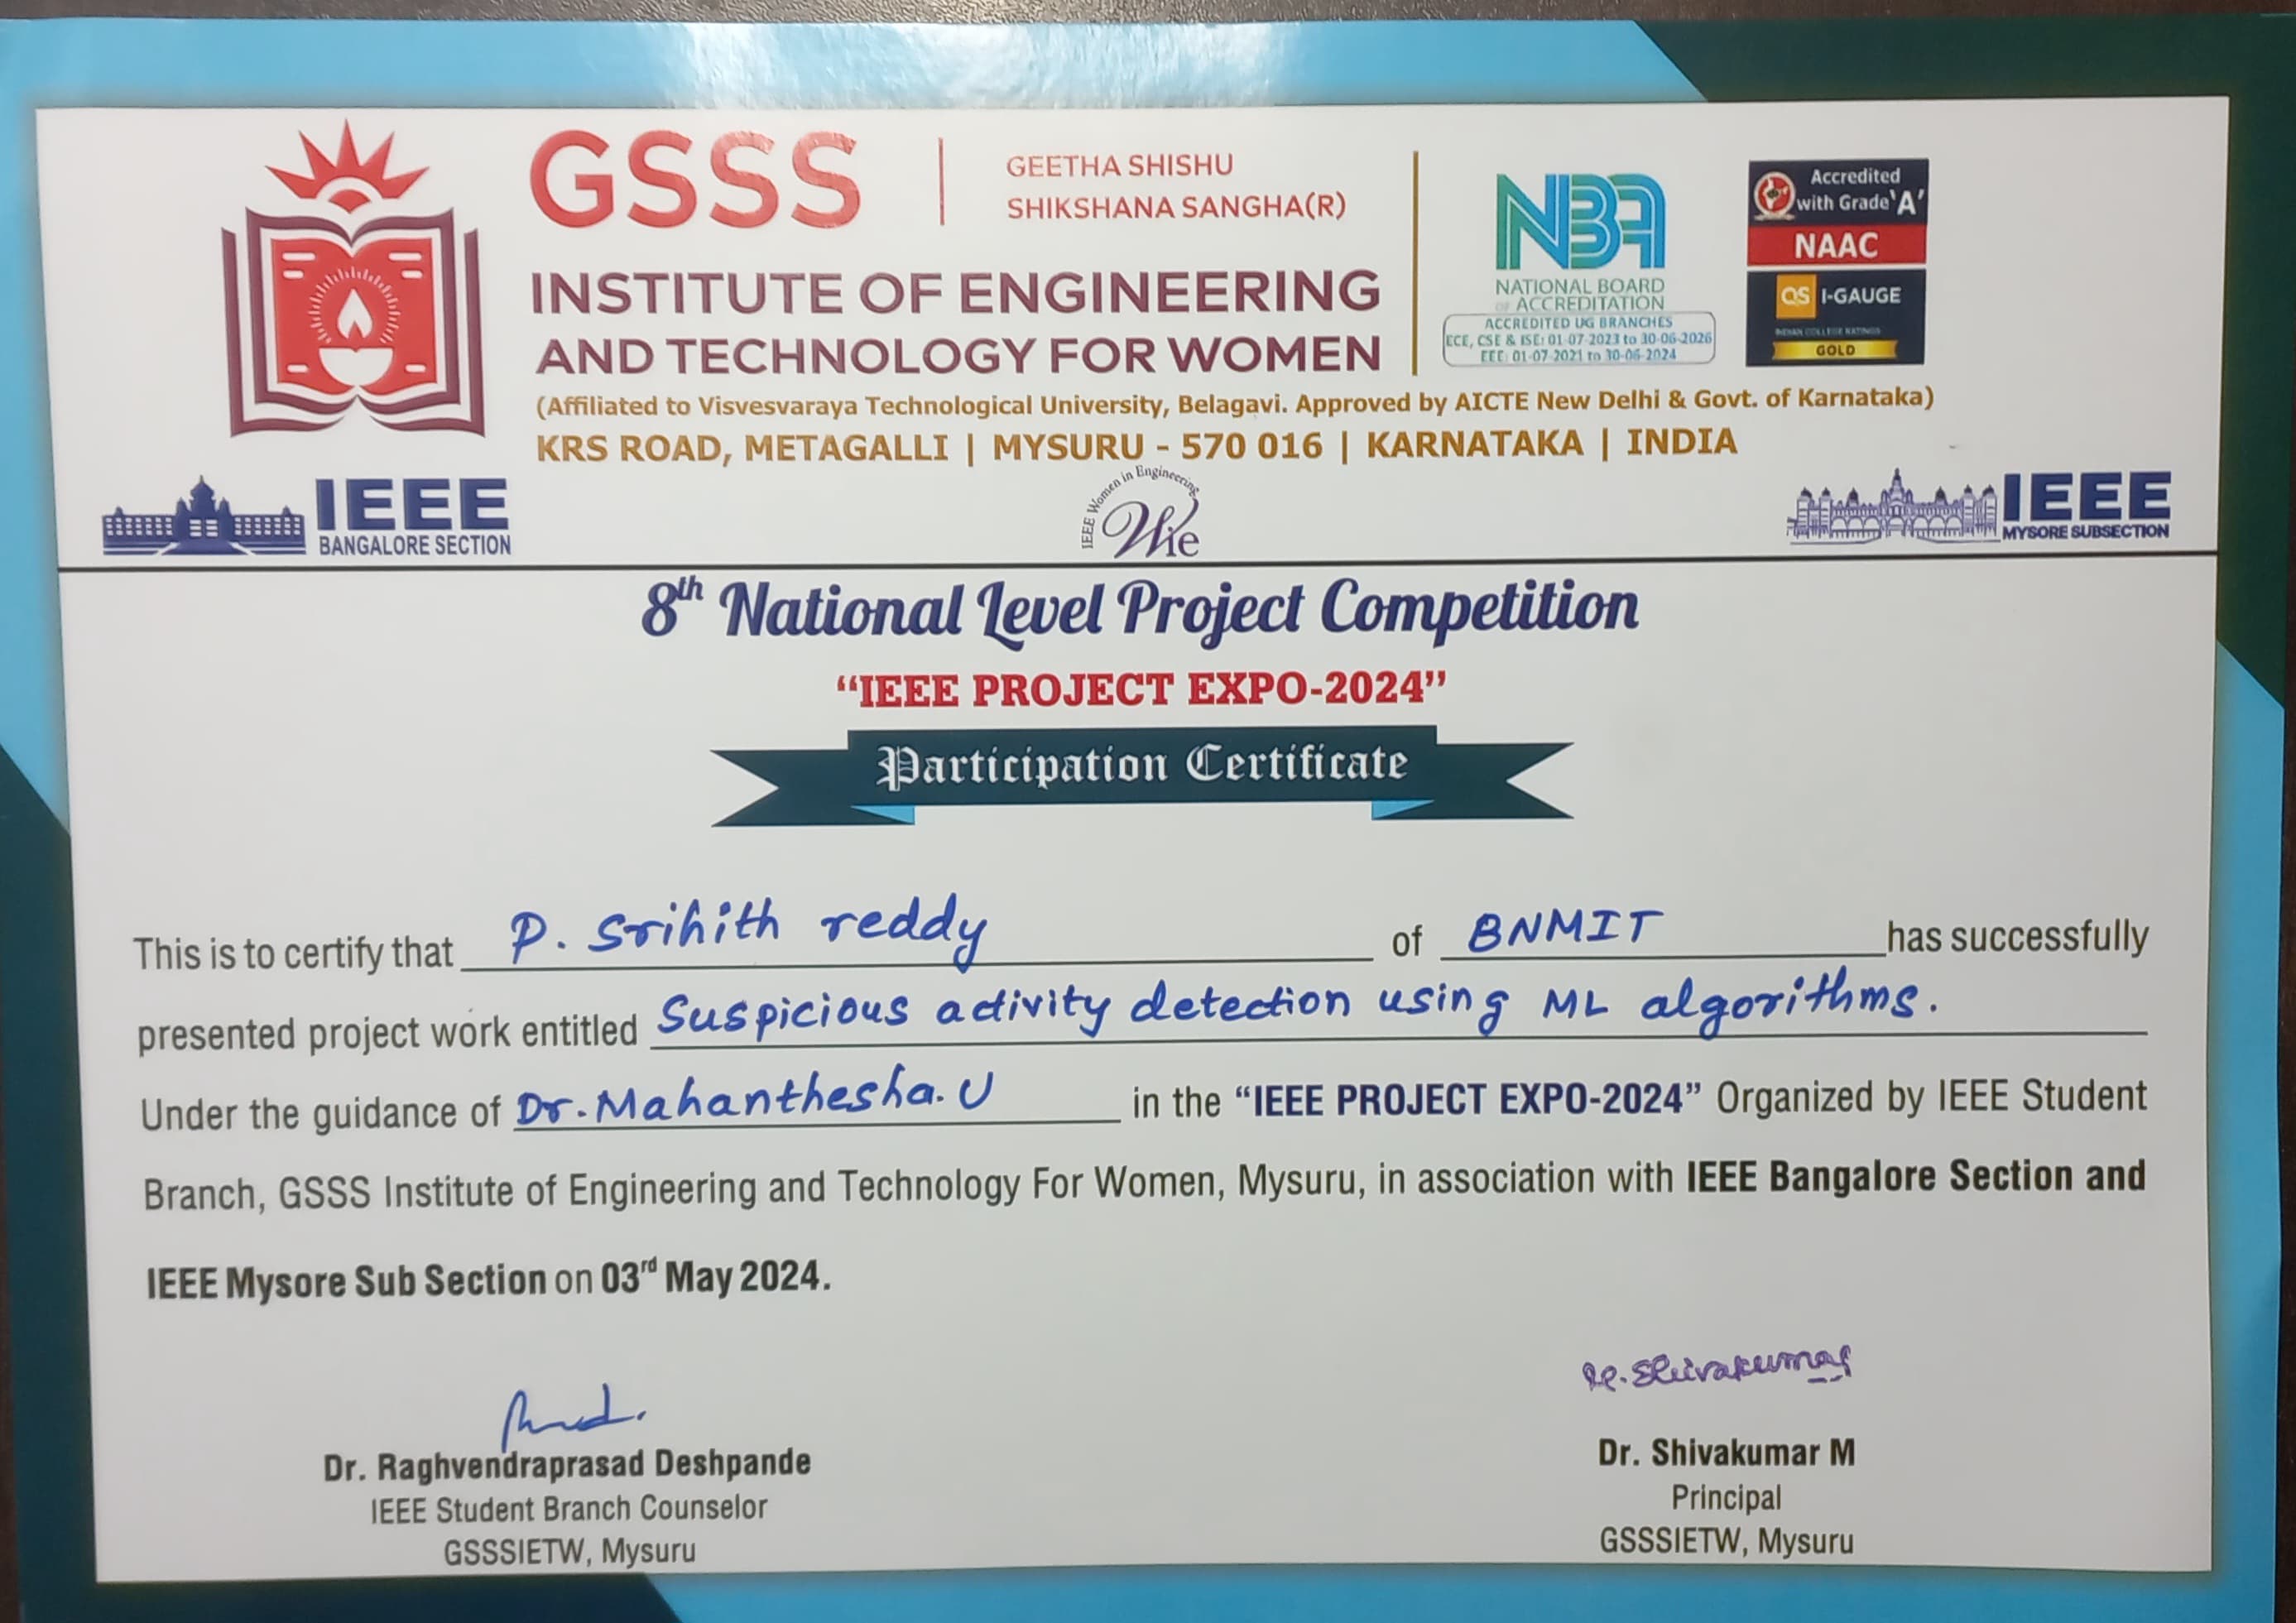 GSSS
GEETHA SHISHU
SHIKSHANA SANGHA(R)
INSTITUTE OF ENGINEERING
AND TECHNOLOGY FOR WOMEN
NBA
NATIONAL BOARD
OF ACCREDITATION
ACCREDITED UG BRANCHES
ECE, CSE & ISE: 01-07-2023 to 30-06-2026
EEE: 01-07-2021 to 30-06-2024
Accredited
with Grade 'A'
NAAC
QS I-GAUGE
INDIAN COLLEGE RATINGS
GOLD
(Affiliated to Visvesvaraya Technological University, Belagavi. Approved by AICTE New Delhi & Govt. of Karnataka)
KRS ROAD, METAGALLI | MYSURU - 570 016 | KARNATAKA | INDIA
IEEE
BANGALORE SECTION
IEEE Women in Engineering
Wie
IEEE
MYSORE SUBSECTION
8th National Level Project Competition
“IEEE PROJECT EXPO-2024”
Participation Certificate
This is to certify that P. Srihith reddy of BNMIT has successfully
presented project work entitled Suspicious activity detection using ML algorithms.
Under the guidance of Dr. Mahanthesha. U in the “IEEE PROJECT EXPO-2024” Organized by IEEE Student
Branch, GSSS Institute of Engineering and Technology For Women, Mysuru, in association with IEEE Bangalore Section and
IEEE Mysore Sub Section on 03rd May 2024.
Dr. Raghvendraprasad Deshpande
IEEE Student Branch Counselor
GSSSIETW, Mysuru
Dr. Shivakumar M
Principal
GSSSIETW, Mysuru